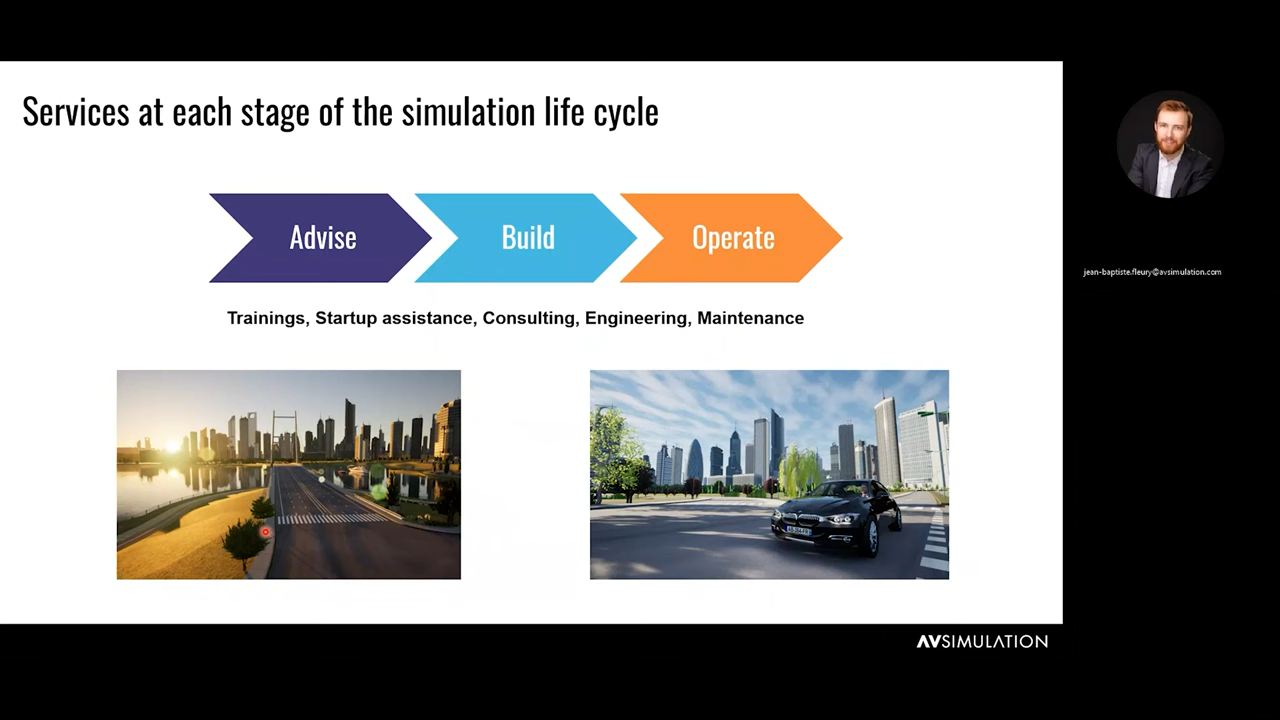 Services at each stage of the simulation life cycle
Advise
Build
Operate
Trainings, Startup assistance, Consulting, Engineering, Maintenance
jean-baptiste.fleury@avsimulation.com
AVSIMULATION